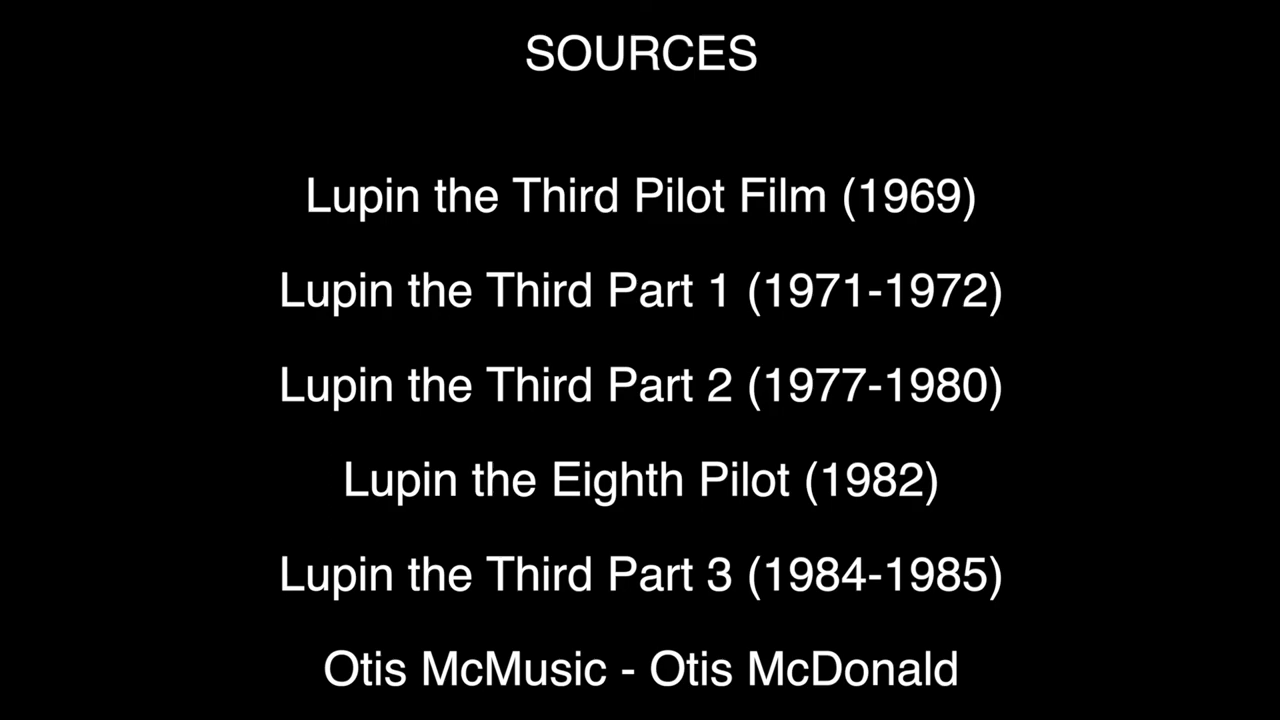 SOURCES
Lupin the Third Pilot Film (1969)
Lupin the Third Part 1 (1971-1972)
Lupin the Third Part 2 (1977-1980)
Lupin the Eighth Pilot (1982)
Lupin the Third Part 3 (1984-1985)
Otis McMusic - Otis McDonald